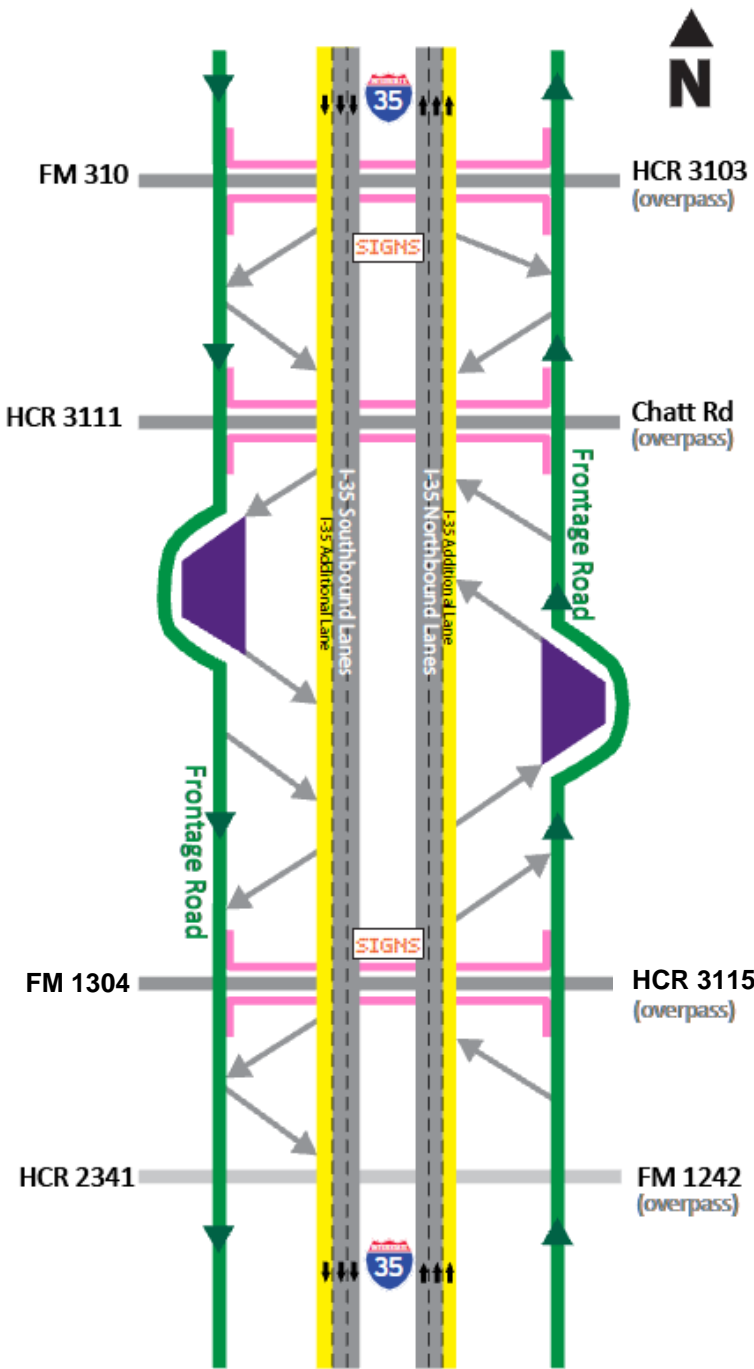 N
INTERSTATE
35
FM 310
HCR 3103
(overpass)
SIGNS
HCR 3111
Chatt Rd
(overpass)
Frontage Road
I-35 Additional Lane
I-35 Southbound Lanes
I-35 Northbound Lanes
I-35 Additional Lane
Frontage Road
SIGNS
FM 1304
HCR 3115
(overpass)
HCR 2341
FM 1242
(overpass)
INTERSTATE
35